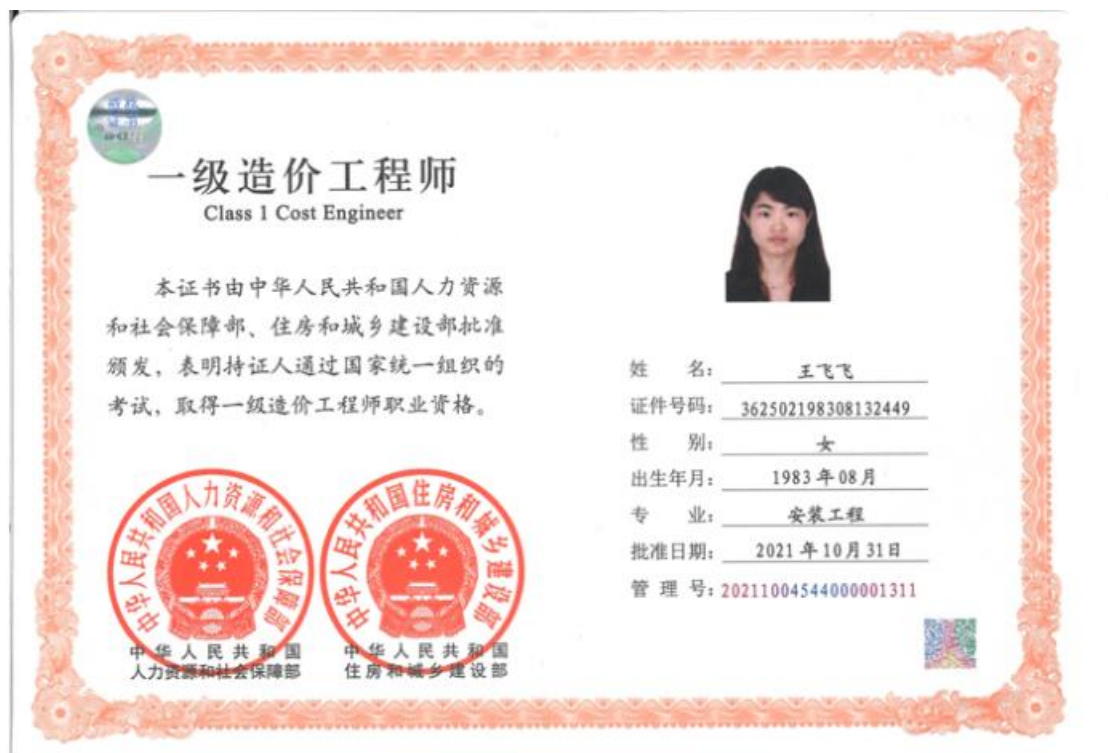 一级造价工程师
Class 1 Cost Engineer
本证书由中华人民共和国人力资源
和社会保障部、住房和城乡建设部批准
颁发，表明持证人通过国家统一组织的
考试，取得一级造价工程师职业资格。
中华人民共和国人力资源和社会保障部
中华人民共和国住房和城乡建设部
中华人民共和国
人力资源和社会保障部
中华人民共和国
住房和城乡建设部
姓 名：王飞飞
证件号码：362502198308132449
性 别：女
出生年月：1983年08月
专 业：安装工程
批准日期：2021年10月31日
管 理 号：20211004544000001311